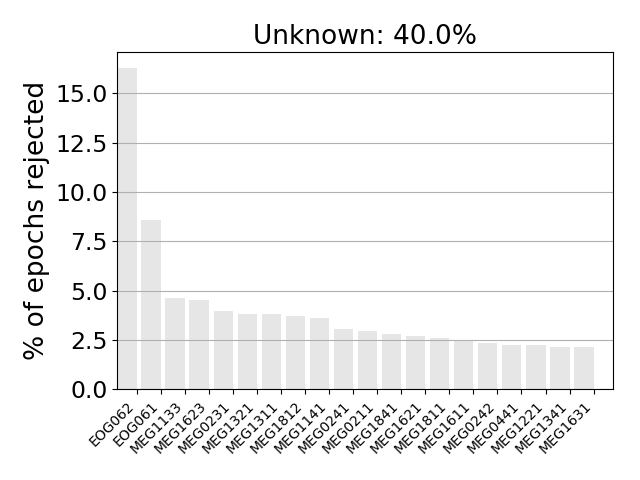 Unknown: 40.0%
% of epochs rejected
15.0
12.5
10.0
7.5
5.0
2.5
0.0
EOG062
EOG061
MEG1133
MEG1623
MEG0231
MEG1321
MEG1311
MEG1812
MEG1141
MEG0241
MEG0211
MEG1841
MEG1621
MEG1811
MEG1611
MEG0242
MEG0441
MEG1221
MEG1341
MEG1631